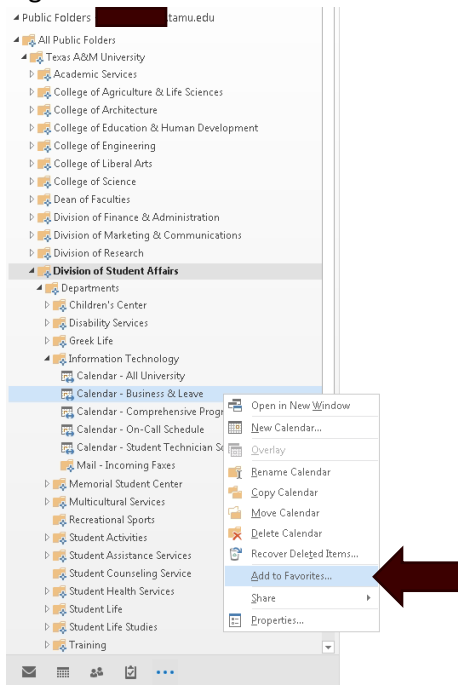 Public Folders tamu.edu
All Public Folders
Texas A&M University
Academic Services
College of Agriculture & Life Sciences
College of Architecture
College of Education & Human Development
College of Engineering
College of Liberal Arts
College of Science
Dean of Faculties
Division of Finance & Administration
Division of Marketing & Communications
Division of Research
Division of Student Affairs
Departments
Children's Center
Disability Services
Greek Life
Information Technology
Calendar - All University
Calendar - Business & Leave
Calendar - Comprehensive Progr
Calendar - On-Call Schedule
Calendar - Student Technician Sc
Mail - Incoming Faxes
Memorial Student Center
Multicultural Services
Recreational Sports
Student Activities
Student Assistance Services
Student Counseling Service
Student Health Services
Student Life
Student Life Studies
Training
Open in New Window
New Calendar...
Overlay
Rename Calendar
Copy Calendar
Move Calendar
Delete Calendar
Recover Deleted Items...
Add to Favorites...
Share
Properties...